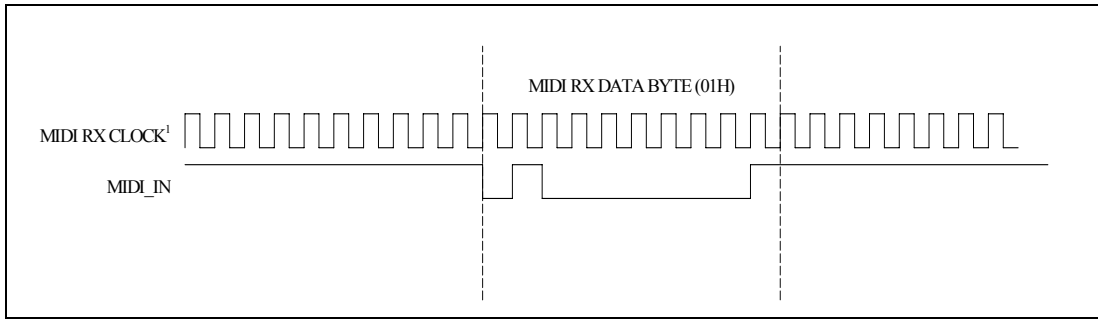 MIDI RX DATA BYTE (01H)
MIDI RX CLOCK¹
MIDI_IN